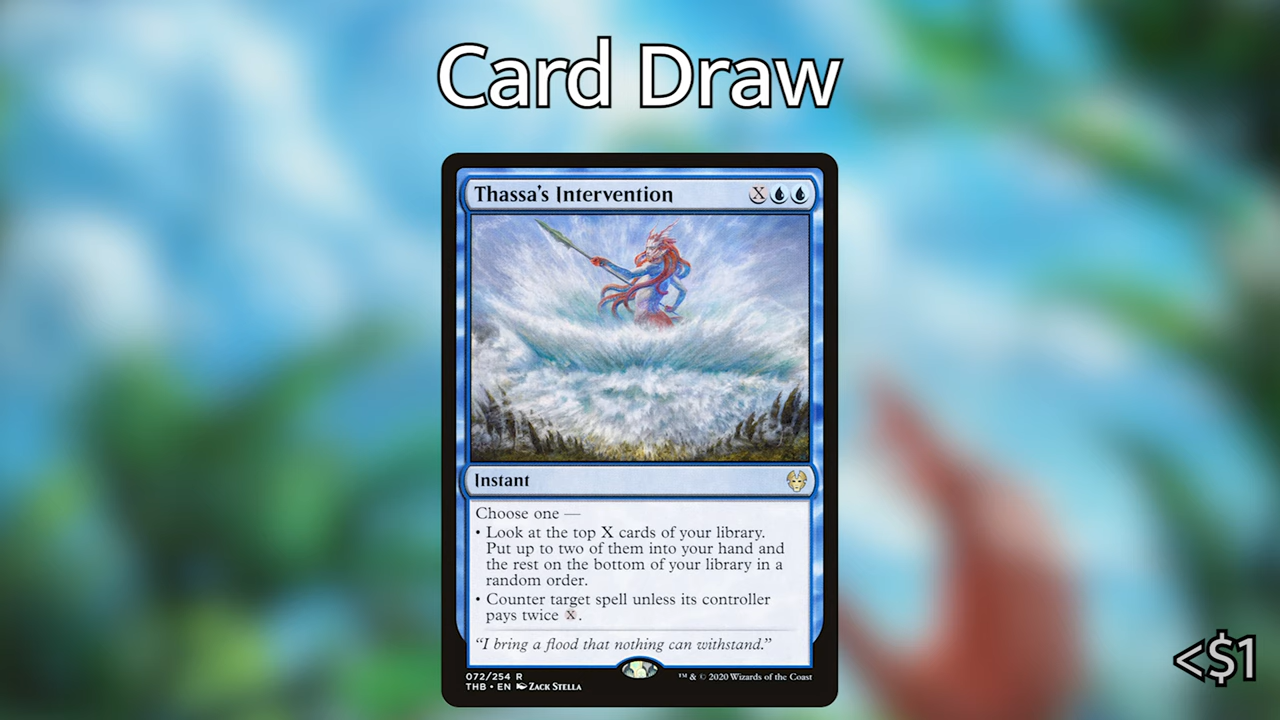 Card Draw
Thassa's Intervention X
Instant
Choose one —
• Look at the top X cards of your library.
Put up to two of them into your hand and
the rest on the bottom of your library in a
random order.
• Counter target spell unless its controller
pays twice X.
"I bring a flood that nothing can withstand."
072/254 R
THB • EN ZACK STELLA
™ & © 2020 Wizards of the Coast
<$1